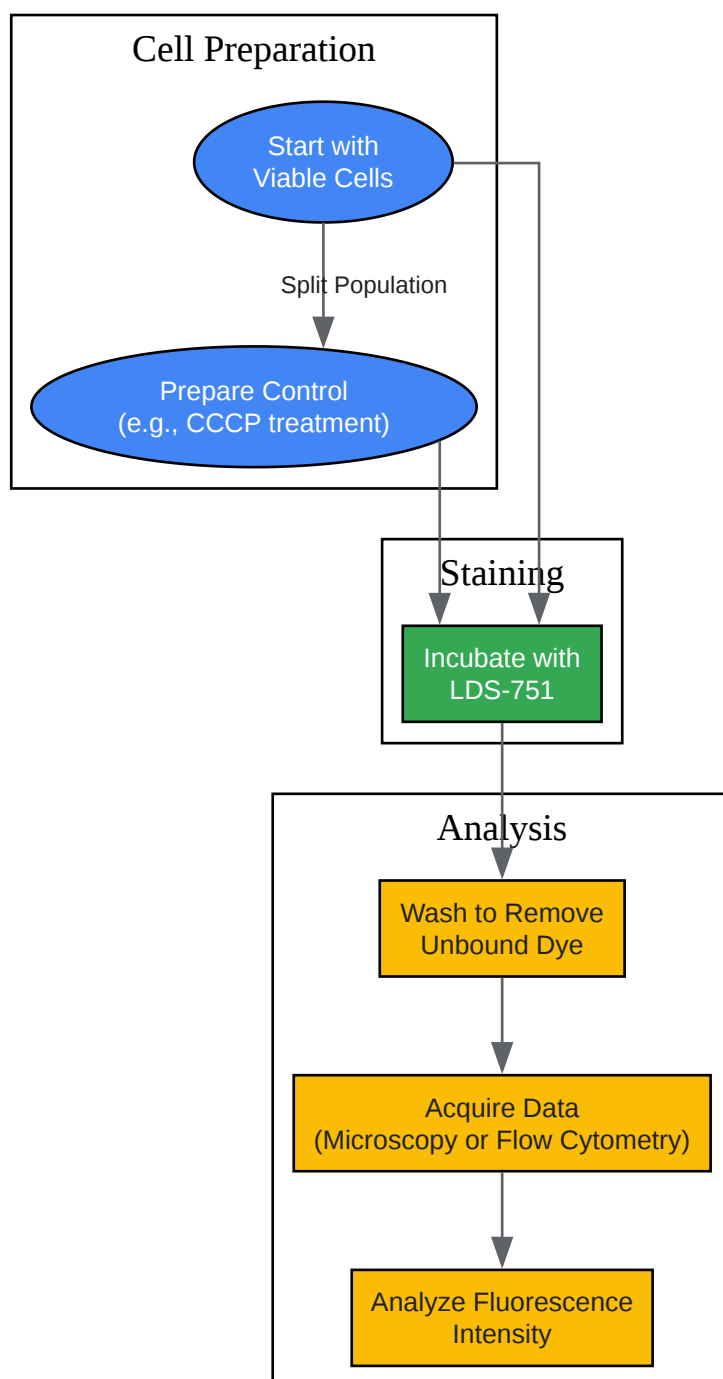 Cell Preparation
Start with
Viable Cells
Split Population
Prepare Control
(e.g., CCCP treatment)
Staining
Incubate with
LDS-751
Analysis
Wash to Remove
Unbound Dye
Acquire Data
(Microscopy or Flow Cytometry)
Analyze Fluorescence
Intensity